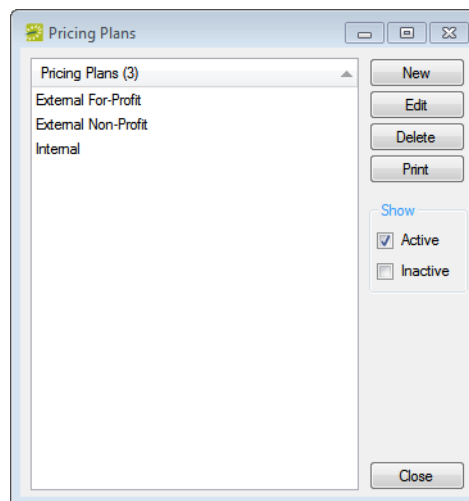 Pricing Plans
Pricing Plans (3)
External For-Profit
External Non-Profit
Internal
New
Edit
Delete
Print
Show
Active
Inactive
Close